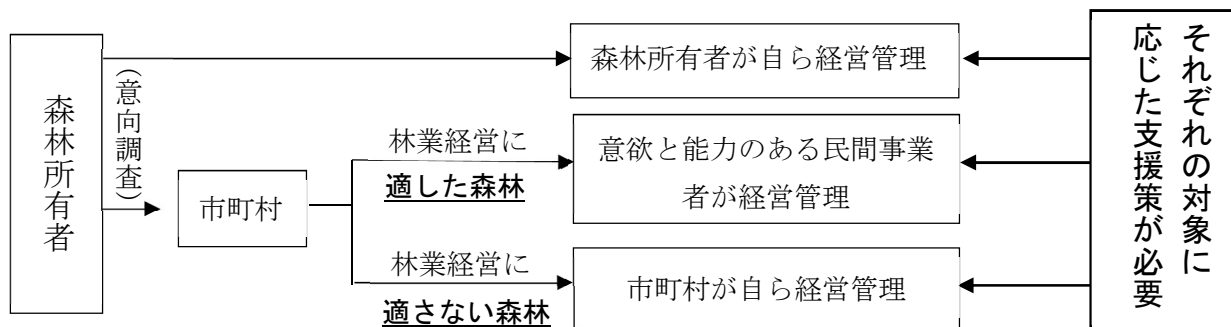 森林所有者
（意向調査）
市町村
林業経営に
適した森林
林業経営に
適さない森林
森林所有者が自ら経営管理
意欲と能力のある民間事業
者が経営管理
市町村が自ら経営管理
それぞれの対象に
応じた支援策が必要